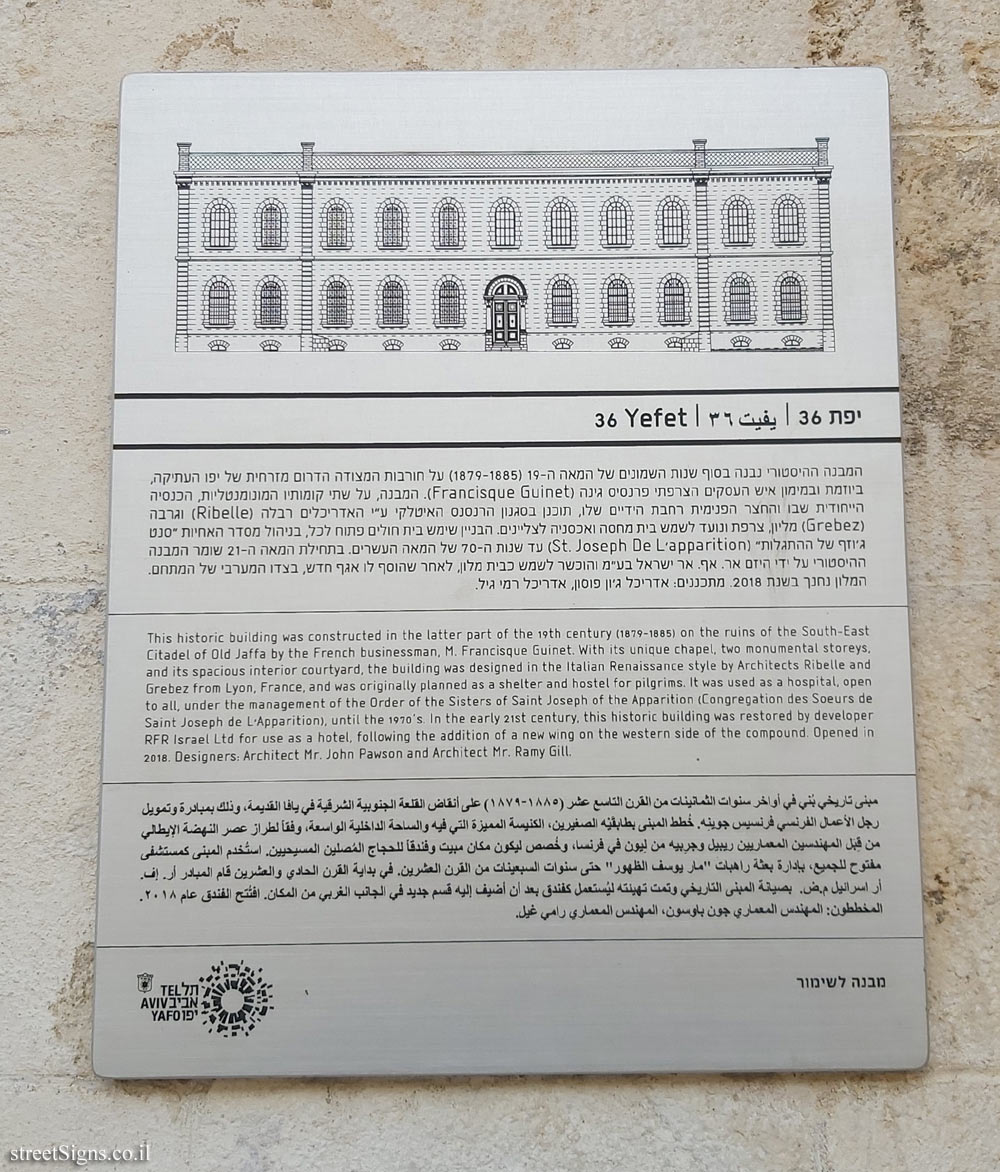 יפת 36 | يفيت ٣٦ | 36 Yefet
המבנה ההיסטורי נבנה בסוף שנות השמונים של המאה ה-19 (1879-1885) על חורבות המצודה הדרום מזרחית של יפו העתיקה,
ביוזמת ובמימון איש העסקים הצרפתי פרנסיס גינה (Francisque Guinet). המבנה, על שתי קומותיו המונומנטליות, הכנסיה
הייחודית שבו והחצר הפנימית רחבת הידיים שלו, תוכנן בסגנון הרנסנס האיטלקי ע״י האדריכלים רבלה (Ribelle) וגרבה
(Grebez) מליון, צרפת ונועד לשמש בית מחסה ואכסניה לצליינים. הבניין שימש בית חולים פתוח לכל, בניהול מסדר האחיות ״סנט
ג׳וזף של ההתגלות״ (St. Joseph De L'apparition) עד שנות ה-70 של המאה העשרים. בתחילת המאה ה-21 שומר המבנה
ההיסטורי על ידי היזם אר. אף. אר ישראל בע״מ והוכשר לשמש כבית מלון, לאחר שהוסף לו אגף חדש, בצדו המערבי של המתחם.
המלון נחנך בשנת 2018. מתכננים: אדריכל ג׳ון פוסון, אדריכל רמי גיל.
This historic building was constructed in the latter part of the 19th century (1879-1885) on the ruins of the South-East
Citadel of Old Jaffa by the French businessman, M. Francisque Guinet. With its unique chapel, two monumental storeys,
and its spacious interior courtyard, the building was designed in the Italian Renaissance style by Architects Ribelle and
Grebez from Lyon, France, and was originally planned as a shelter and hostel for pilgrims. It was used as a hospital, open
to all, under the management of the Order of the Sisters of Saint Joseph of the Apparition (Congregation des Soeurs de
Saint Joseph de L'Apparition), until the 1970's. In the early 21st century, this historic building was restored by developer
RFR Israel Ltd for use as a hotel, following the addition of a new wing on the western side of the compound. Opened in
2018. Designers: Architect Mr. John Pawson and Architect Mr. Ramy Gill.
مبنى تاريخي بُني في أواخر سنوات الثمانينات من القرن التاسع عشر (١٨٨٥-١٨٧٩) على أنقاض القلعة الجنوبية الشرقية في يافا القديمة، وذلك بمبادرة وتمويل
رجل الأعمال الفرنسي فرنسيس جوينه. خُطط المبنى بطابقيْه الصغيرين، الكنيسة المميزة التي فيه والساحة الداخلية الواسعة، وفقاً لطراز عصر النهضة الإيطالي
من قِبل المهندسين المعماريين ريبيل وجربيه من ليون في فرنسا، وخُصص ليكون مكان مبيت وفندقاً للحجاج المُصلين المسيحيين. استُخدم المبنى كمستشفى
مفتوح للجميع، بإدارة بعثة راهبات "مار يوسف الظهور" حتى سنوات السبعينات من القرن العشرين. في بداية القرن الحادي والعشرين قام المبادر أر. إف.
أر اسرائيل م.ض. بصيانة المبنى التاريخي وتمت تهيئته ليُستعمل كفندق بعد أن أضيف إليه قسم جديد في الجانب الغربي من المكان. افتُتح الفندق عام ٢٠١٨.
المخططون: المهندس المعماري جون باوسون، المهندس المعماري رامي غيل.
מבנה לשימור
TEL תל
AVIV אביב
YAFO יפו
streetSigns.co.il